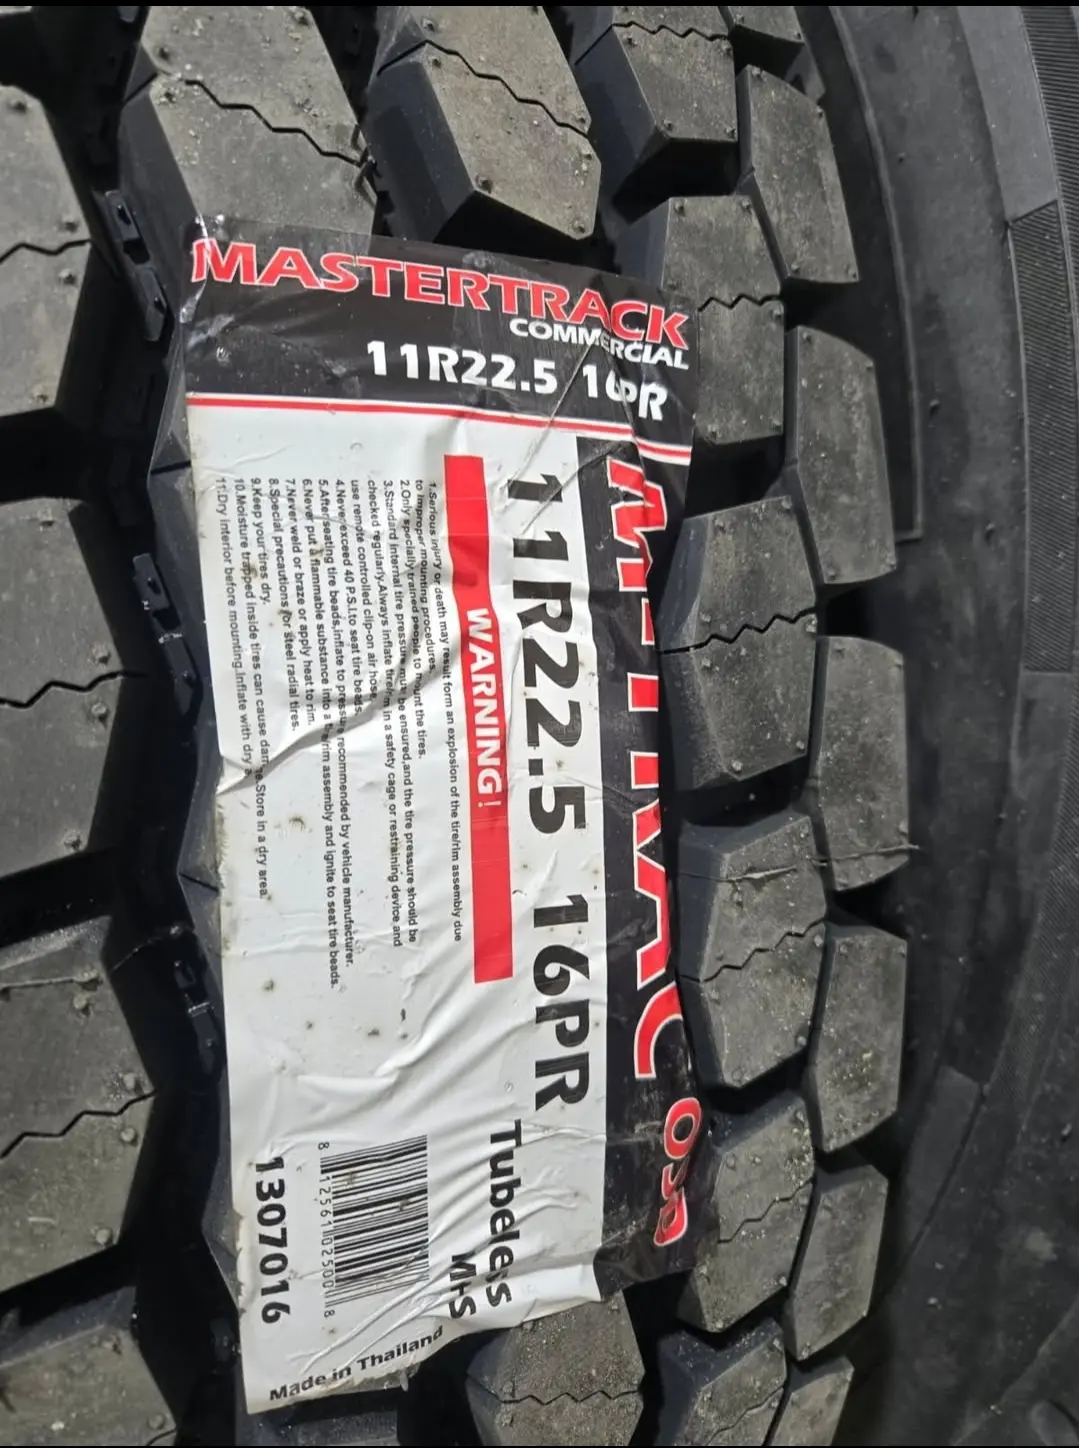 MASTERTRACK
COMMERCIAL
11R22.5 16PR
M-TRAC OSD
11R22.5 16PR
Tubeless
M+S
WARNING!
1.Serious injury or death may result form an explosion of the tire/rim assembly due
to improper mounting procedures.
2.Only specially trained people to mount the tires.
3.Standard internal tire pressure must be ensured,and the tire pressure should be
checked regularly.Always inflate tire/rim in a safety cage or restraining device,and
use remote controlled clip-on air hose.
4.Never exceed 40 P.S.I.to seat tire beads.
5.After seating tire beads,inflate to pressure recommended by vehicle manufacturer.
6.Never put a flammable substance into a tire/rim assembly and ignite to seat tire beads.
7.Never weld or braze or apply heat to rim.
8.Special precautions for steel radial tires.
9.Keep your tires dry.
10.Moisture trapped inside tires can cause damage.Store in a dry area.
11.Dry interior before mounting.Inflate with dry
8 12561 02500 8
1307016
Made in Thailand